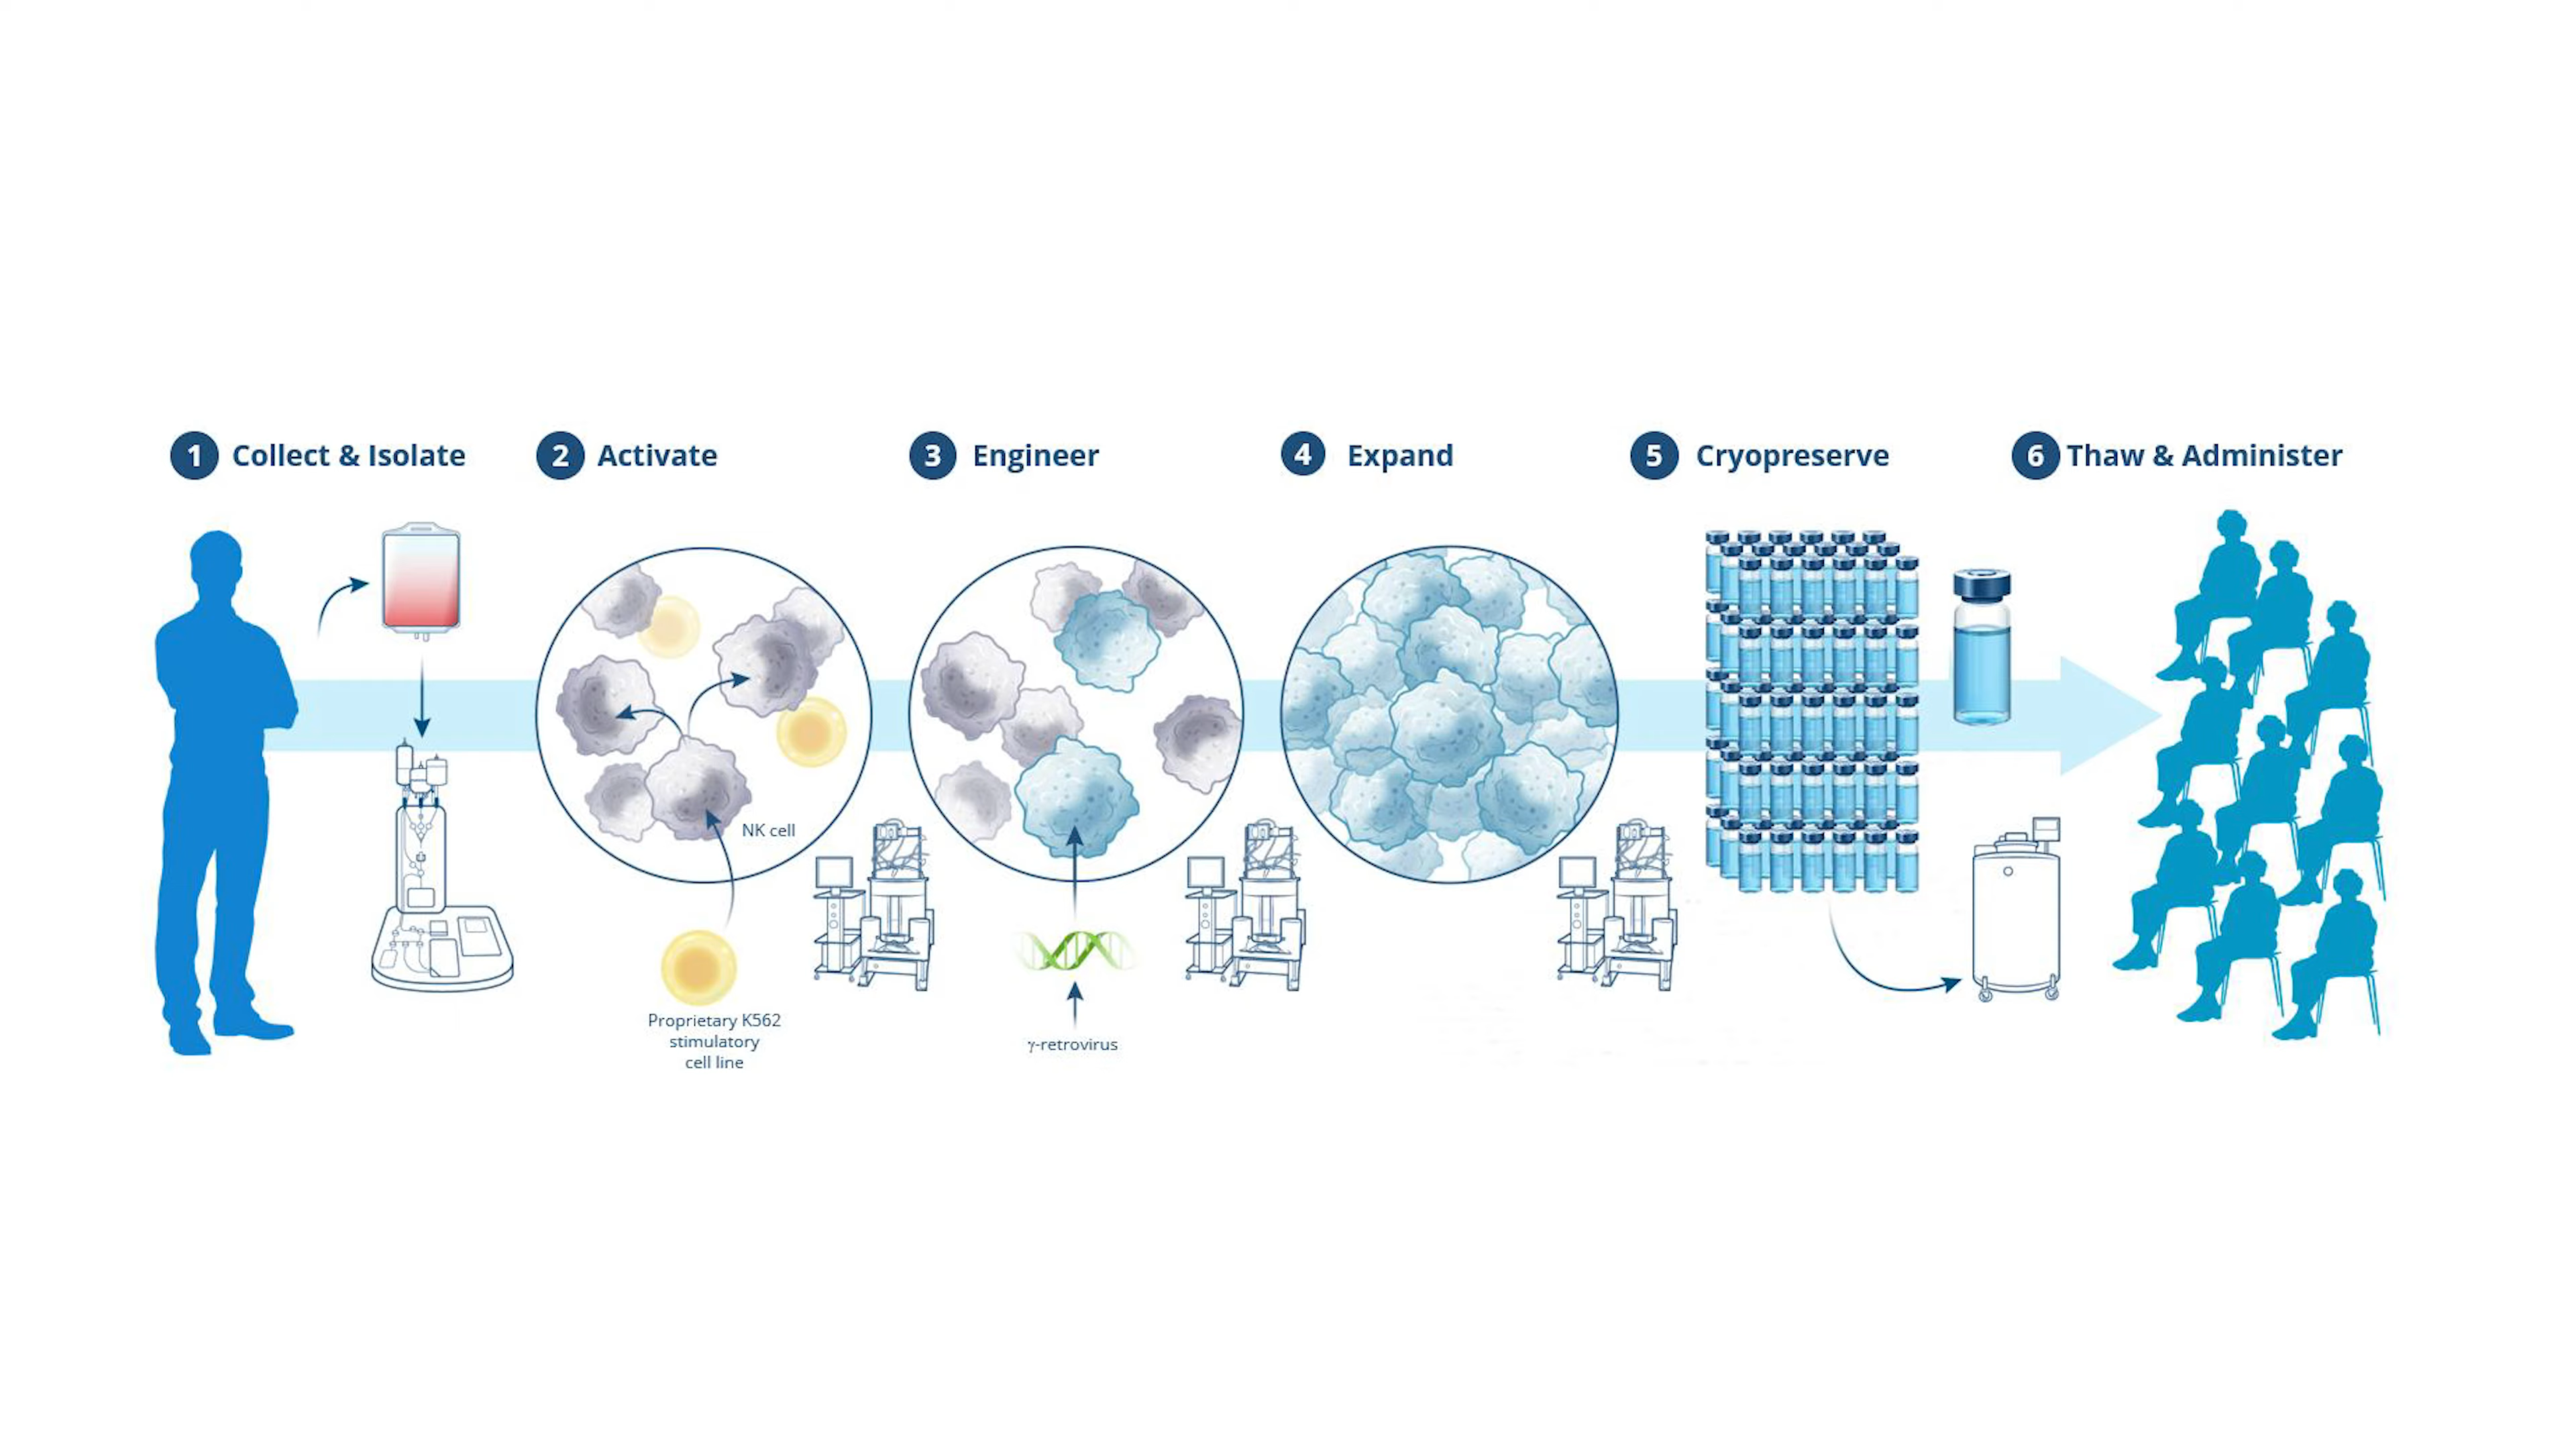 1 Collect & Isolate
2 Activate
3 Engineer
4 Expand
5 Cryopreserve
6 Thaw & Administer
NK cell
Proprietary K562
stimulatory
cell line
γ-retrovirus